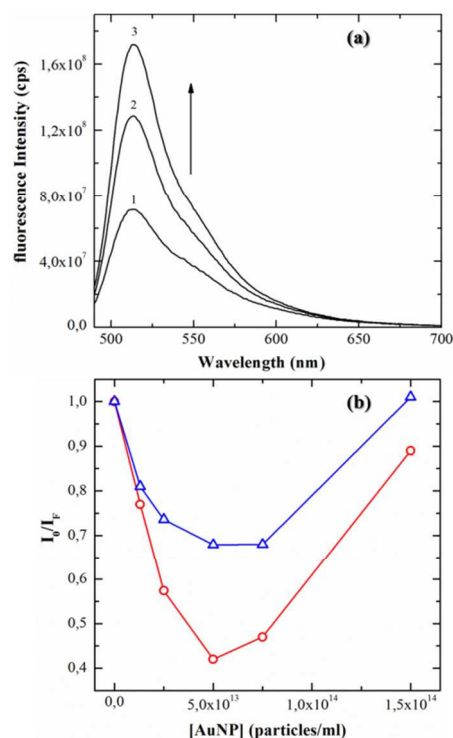 (a)
3
2
1
1,6x10⁸
1,2x10⁸
8,0x10⁷
4,0x10⁷
0,0
fluorescence Intensity (cps)
500 550 600 650 700
Wavelength (nm)
(b)
1,0
0,9
0,8
0,7
0,6
0,5
0,4
I₀/I_F
0,0 5,0x10¹³ 1,0x10¹⁴ 1,5x10¹⁴
[AuNP] (particles/ml)